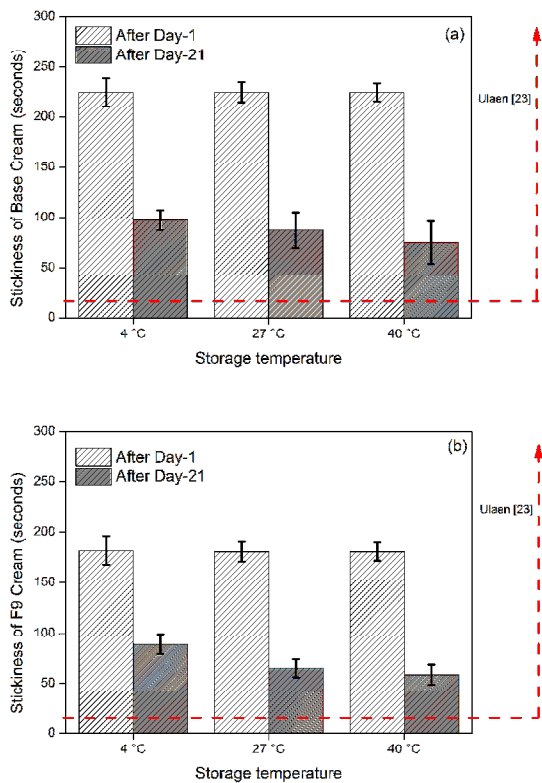 300
250
200
150
100
50
0
Stickiness of Base Cream (seconds)
After Day-1
After Day-21
(a)
Ulaen [23]
4 °C
27 °C
40 °C
Storage temperature
300
250
200
150
100
50
0
Stickiness of F9 Cream (seconds)
After Day-1
After Day-21
(b)
Ulaen [23]
4 °C
27 °C
40 °C
Storage temperature